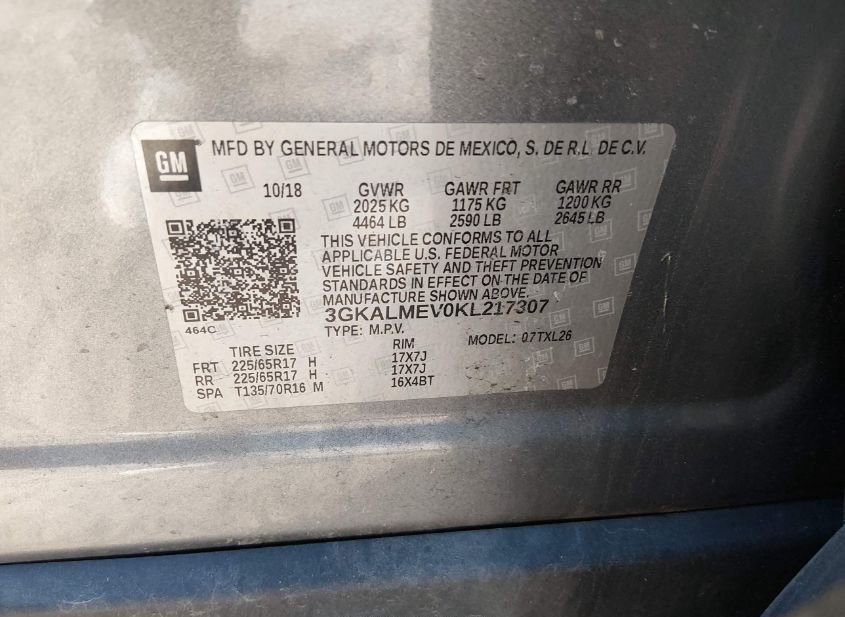 GM MFD BY GENERAL MOTORS DE MEXICO, S. DE R.L. DE C.V.
10/18 GVWR GAWR FRT GAWR RR
2025 KG 1175 KG 1200 KG
4464 LB 2590 LB 2645 LB
THIS VEHICLE CONFORMS TO ALL
APPLICABLE U.S. FEDERAL MOTOR
VEHICLE SAFETY AND THEFT PREVENTION
STANDARDS IN EFFECT ON THE DATE OF
MANUFACTURE SHOWN ABOVE.
464C 3GKALMEV0KL217307
TYPE: M.P.V. MODEL: 07TXL26
TIRE SIZE RIM
FRT 225/65R17 H 17X7J
RR 225/65R17 H 17X7J
SPA T135/70R16 M 16X4BT